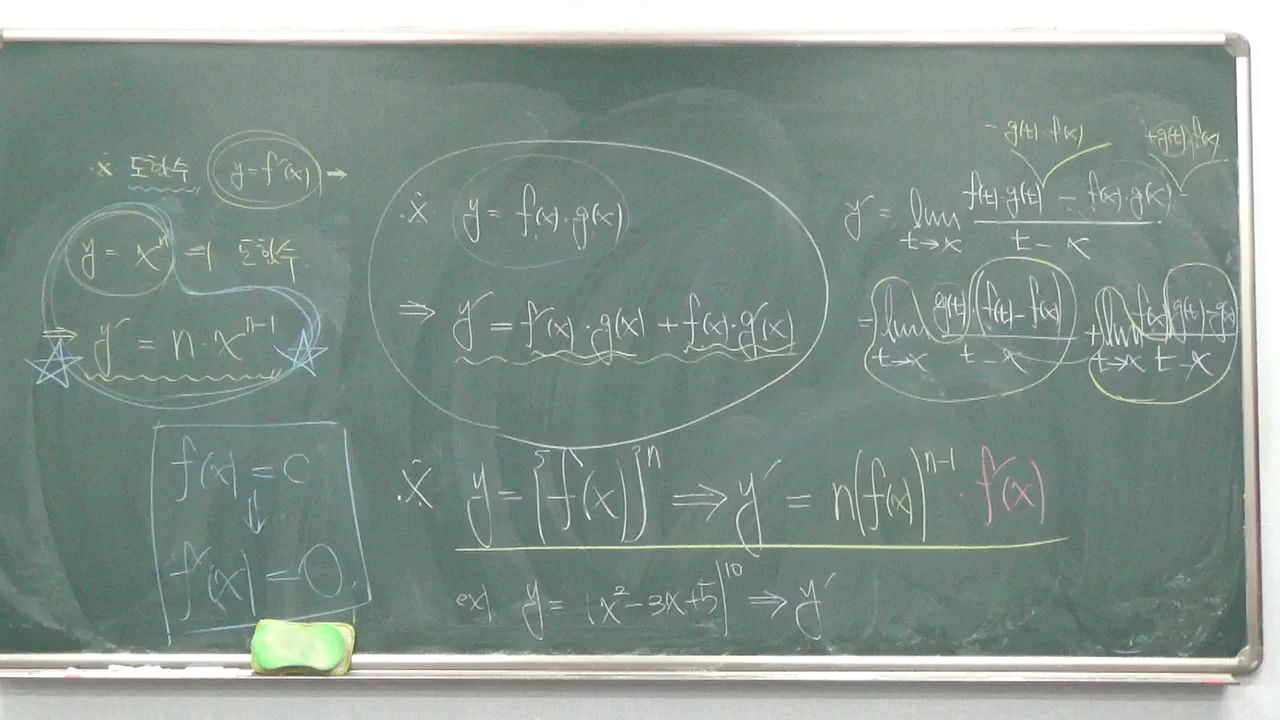 ※ 도함수 y = f'(x) →
y = xⁿ ⇒ 도함수
⇒ y' = n · xⁿ⁻¹
f(x) = C
⇓
f'(x) = 0.
※ y = f(x) · g(x)
⇒ y' = f'(x) · g(x) + f(x) · g'(x)
※ y = {f(x)}ⁿ ⇒ y' = n(f(x))ⁿ⁻¹ · f'(x)
ex) y = (x² - 3x + 5)¹⁰ ⇒ y'
- g(t) · f(x) + g(t) f(x)
y' = lim f(t) · g(t) - f(x) · g(x)
t→x t - x
= lim g(t) (f(t) - f(x)) + lim f(x) (g(t) - g(x))
t→x t - x t→x t - x